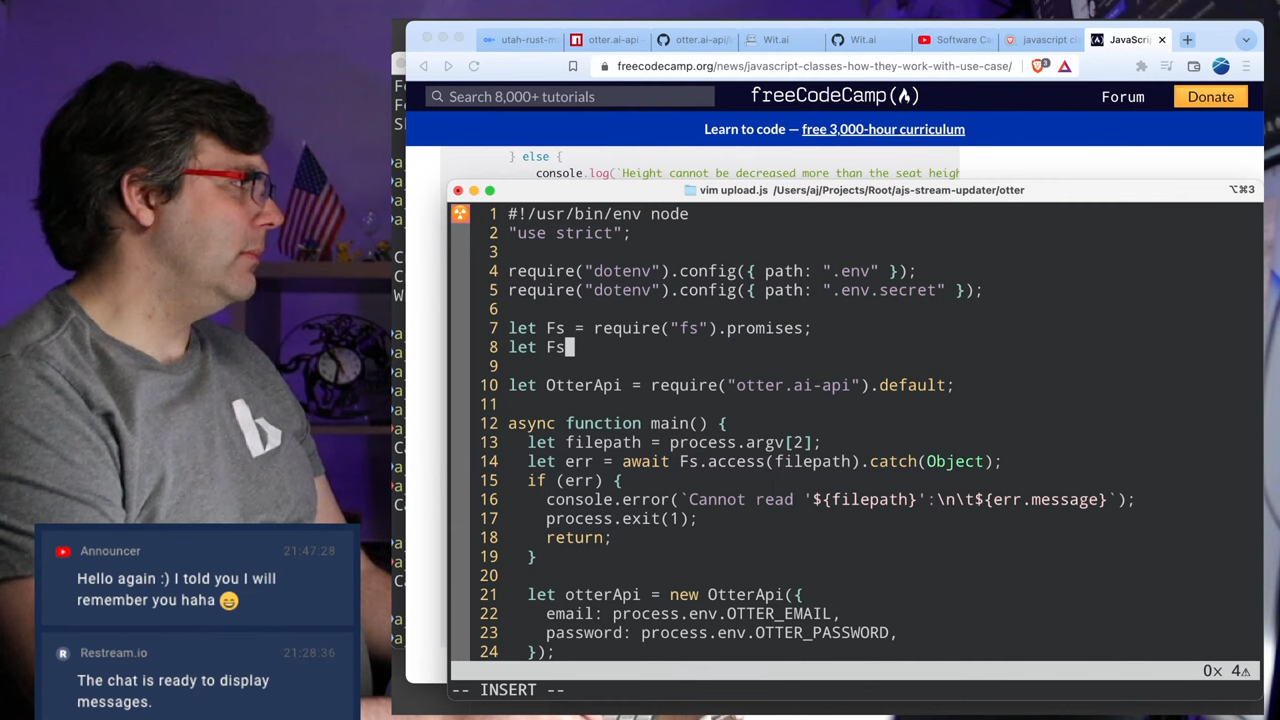 utah-rust-m
otter.ai-api
otter.ai-api/
Wit.ai
Wit.ai
Software C
javascript cl
JavaScri
freecodecamp.org/news/javascript-classes-how-they-work-with-use-case/
3
Search 8,000+ tutorials
freeCodeCamp(🔥)
Forum
Donate
Learn to code — free 3,000-hour curriculum
} else {
console.log(`Height cannot be decreased more than the seat heigh
vim upload.js /Users/aj/Projects/Root/ajs-stream-updater/otter
⌥⌘3
1 #!/usr/bin/env node
2 "use strict";
3
4 require("dotenv").config({ path: ".env" });
5 require("dotenv").config({ path: ".env.secret" });
6
7 let Fs = require("fs").promises;
8 let Fs
9
10 let OtterApi = require("otter.ai-api").default;
11
12 async function main() {
13 let filepath = process.argv[2];
14 let err = await Fs.access(filepath).catch(Object);
15 if (err) {
16 console.error(`Cannot read '${filepath}':\n\t${err.message}`);
17 process.exit(1);
18 return;
19 }
20
21 let otterApi = new OtterApi({
22 email: process.env.OTTER_EMAIL,
23 password: process.env.OTTER_PASSWORD,
24 });
0× 4⚠
-- INSERT --
Announcer 21:47:28
Hello again :) I told you I will
remember you haha 😄
R Restream.io 21:28:36
The chat is ready to display
messages.